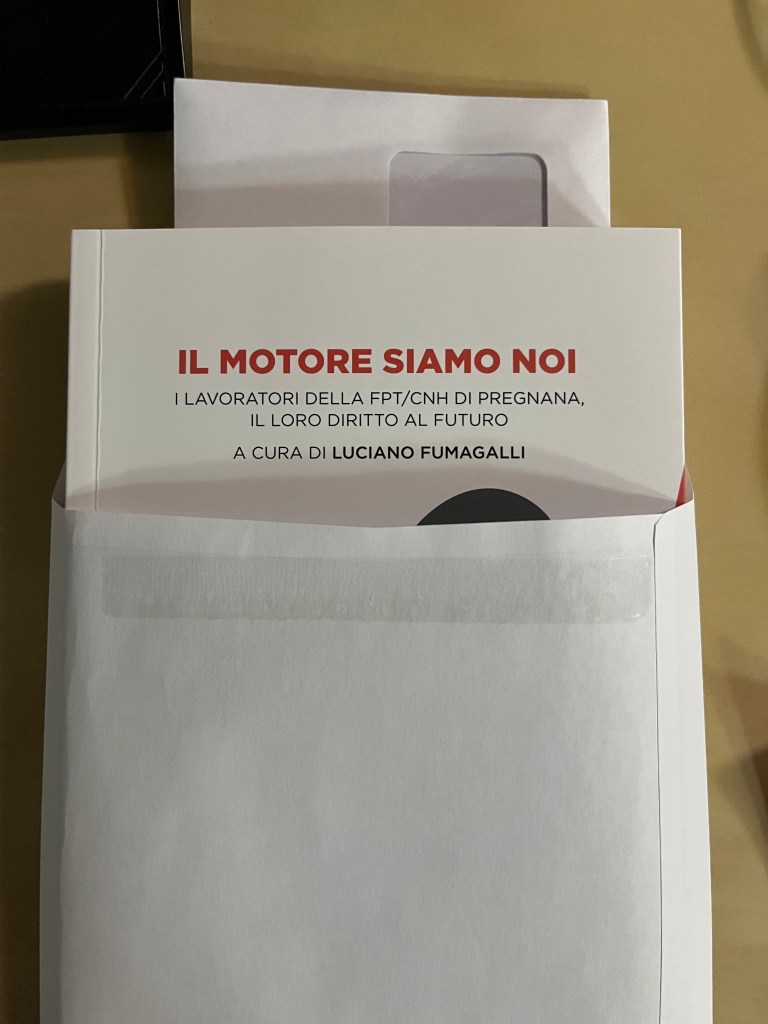 IL MOTORE SIAMO NOI
I LAVORATORI DELLA FPT/CNH DI PREGNANA,
IL LORO DIRITTO AL FUTURO
A CURA DI LUCIANO FUMAGALLI